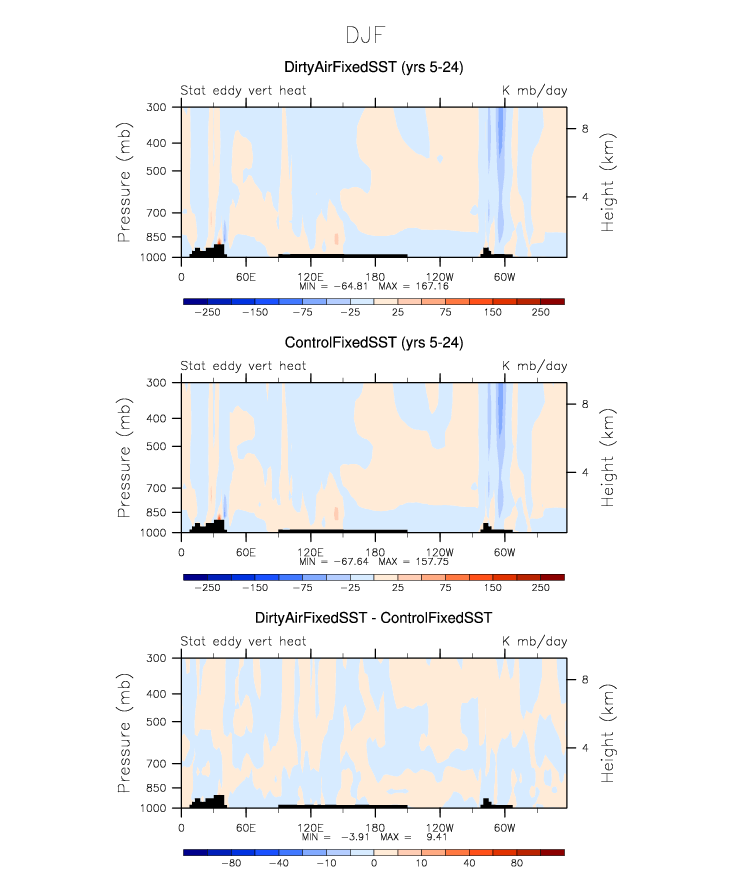 DJF
DirtyAirFixedSST (yrs 5-24)
Stat eddy vert heat K mb/day
300
400
500
700
850
1000
Pressure (mb)
8
4
Height (km)
0 60E 120E 180 120W 60W
MIN = -64.81 MAX = 167.16
-250 -150 -75 -25 25 75 150 250
ControlFixedSST (yrs 5-24)
Stat eddy vert heat K mb/day
300
400
500
700
850
1000
Pressure (mb)
8
4
Height (km)
0 60E 120E 180 120W 60W
MIN = -67.64 MAX = 157.75
-250 -150 -75 -25 25 75 150 250
DirtyAirFixedSST - ControlFixedSST
Stat eddy vert heat K mb/day
300
400
500
700
850
1000
Pressure (mb)
8
4
Height (km)
0 60E 120E 180 120W 60W
MIN = -3.91 MAX = 9.41
-80 -40 -10 0 10 40 80